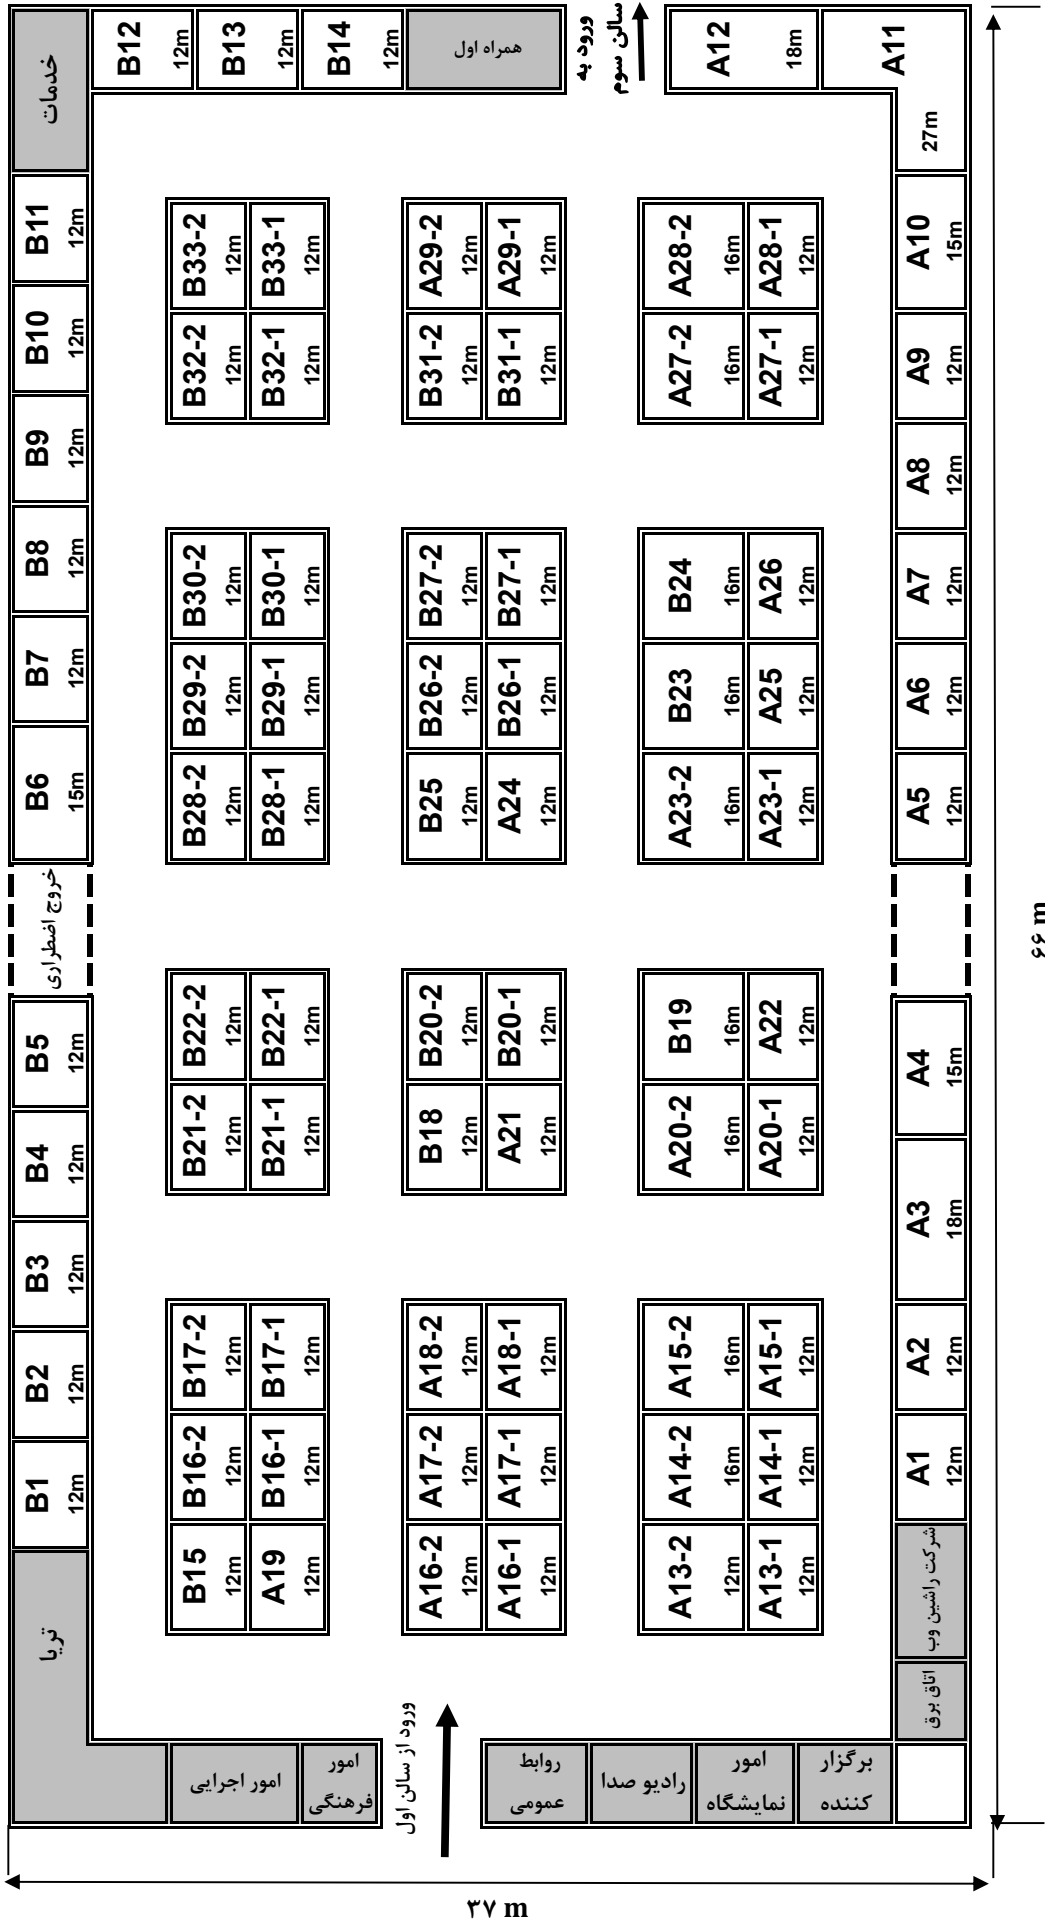 B12
12m
B13
12m
B14
12m
همراه اول
ورود به
سالن سوم
A12
18m
A11
27m
خدمات
B11
12m
B10
12m
B9
12m
B8
12m
B7
12m
B6
15m
خروج اضطراری
B5
12m
B4
12m
B3
12m
B2
12m
B1
12m
تریا
B33-2
12m
B33-1
12m
B32-2
12m
B32-1
12m
A29-2
12m
A29-1
12m
B31-2
12m
B31-1
12m
A28-2
16m
A28-1
12m
A27-2
16m
A27-1
12m
B30-2
12m
B30-1
12m
B29-2
12m
B29-1
12m
B28-2
12m
B28-1
12m
B27-2
12m
B27-1
12m
B26-2
12m
B26-1
12m
B25
12m
A24
12m
B24
16m
A26
12m
B23
16m
A25
12m
A23-2
16m
A23-1
12m
B22-2
12m
B22-1
12m
B21-2
12m
B21-1
12m
B20-2
12m
B20-1
12m
B18
12m
A21
12m
B19
16m
A22
12m
A20-2
16m
A20-1
12m
B17-2
12m
B17-1
12m
B16-2
12m
B16-1
12m
B15
12m
A19
12m
A18-2
12m
A18-1
12m
A17-2
12m
A17-1
12m
A16-2
12m
A16-1
12m
A15-2
16m
A15-1
12m
A14-2
16m
A14-1
12m
A13-2
12m
A13-1
12m
A10
15m
A9
12m
A8
12m
A7
12m
A6
12m
A5
12m
A4
15m
A3
18m
A2
12m
A1
12m
شرکت راشین وب
اتاق برق
امور اجرایی
امور
فرهنگی
ورود از سالن اول
روابط
عمومی
رادیو صدا
امور
نمایشگاه
برگزار
کننده
۶۶ m
۳۷ m